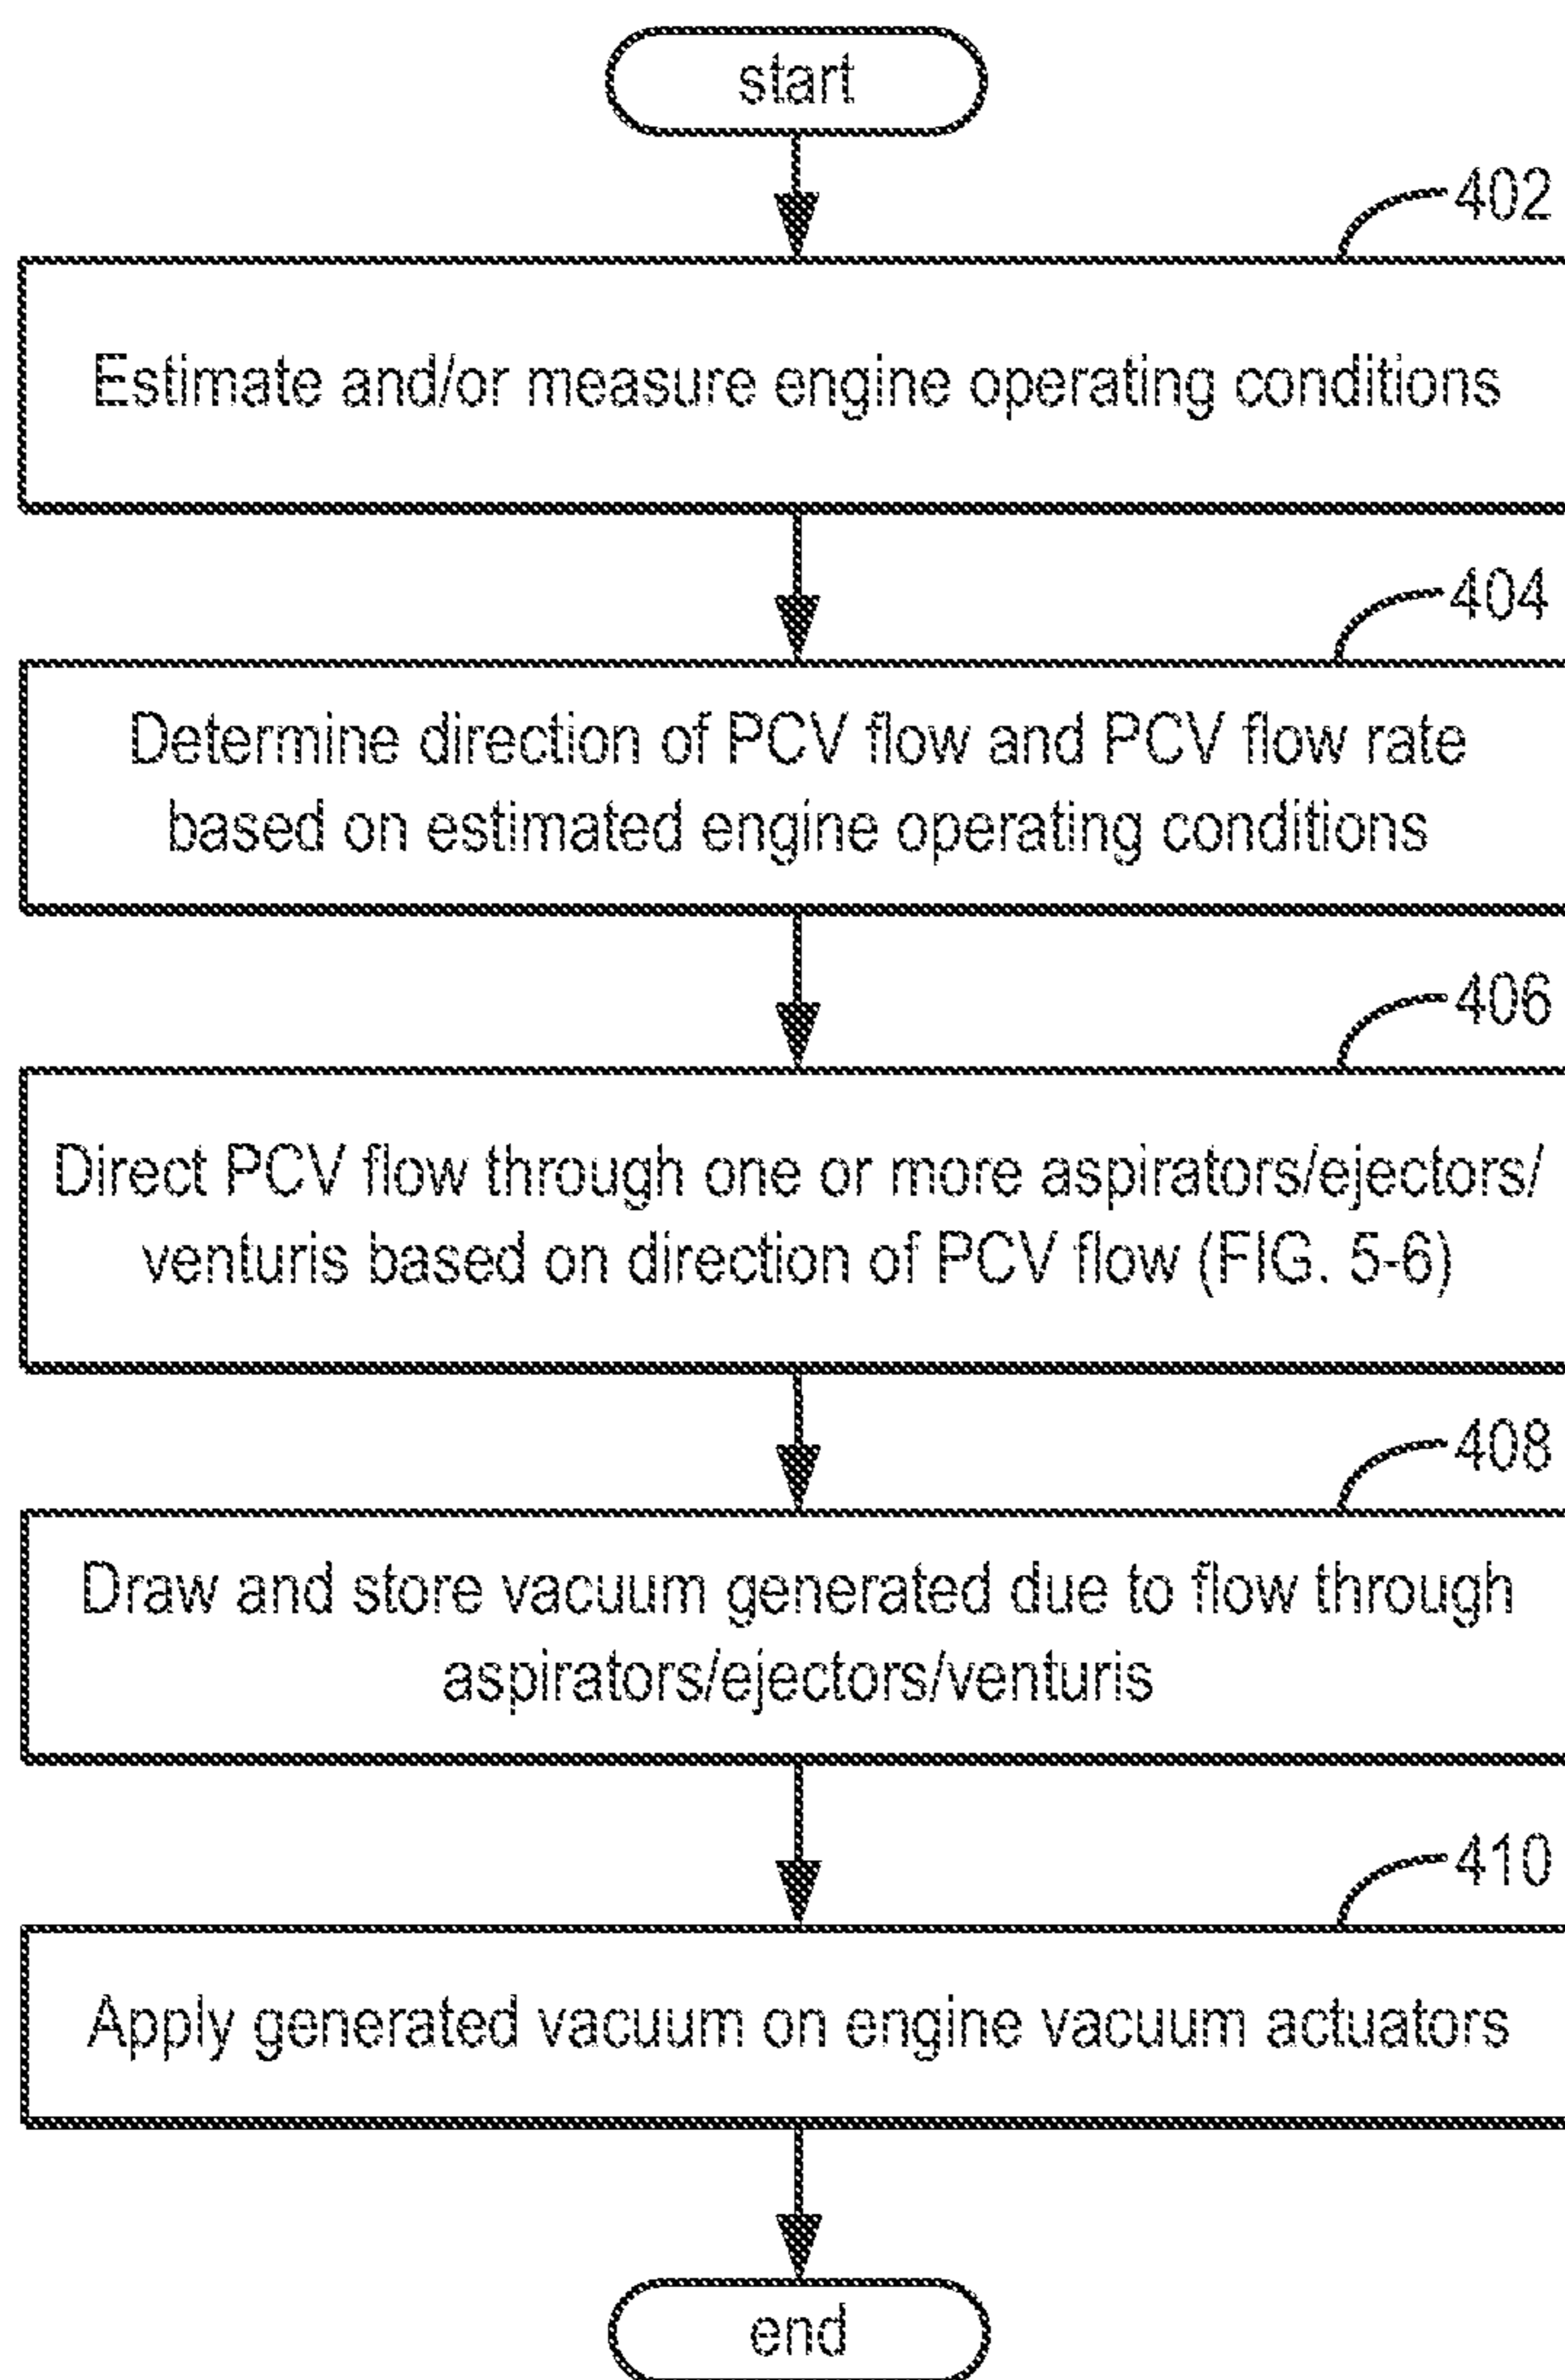 start
402
Estimate and/or measure engine operating conditions
404
Determine direction of PCV flow and PCV flow rate
based on estimated engine operating conditions
406
Direct PCV flow through one or more aspirators/ejectors/
venturis based on direction of PCV flow (FIG. 5-6)
408
Draw and store vacuum generated due to flow through
aspirators/ejectors/venturis
410
Apply generated vacuum on engine vacuum actuators
end